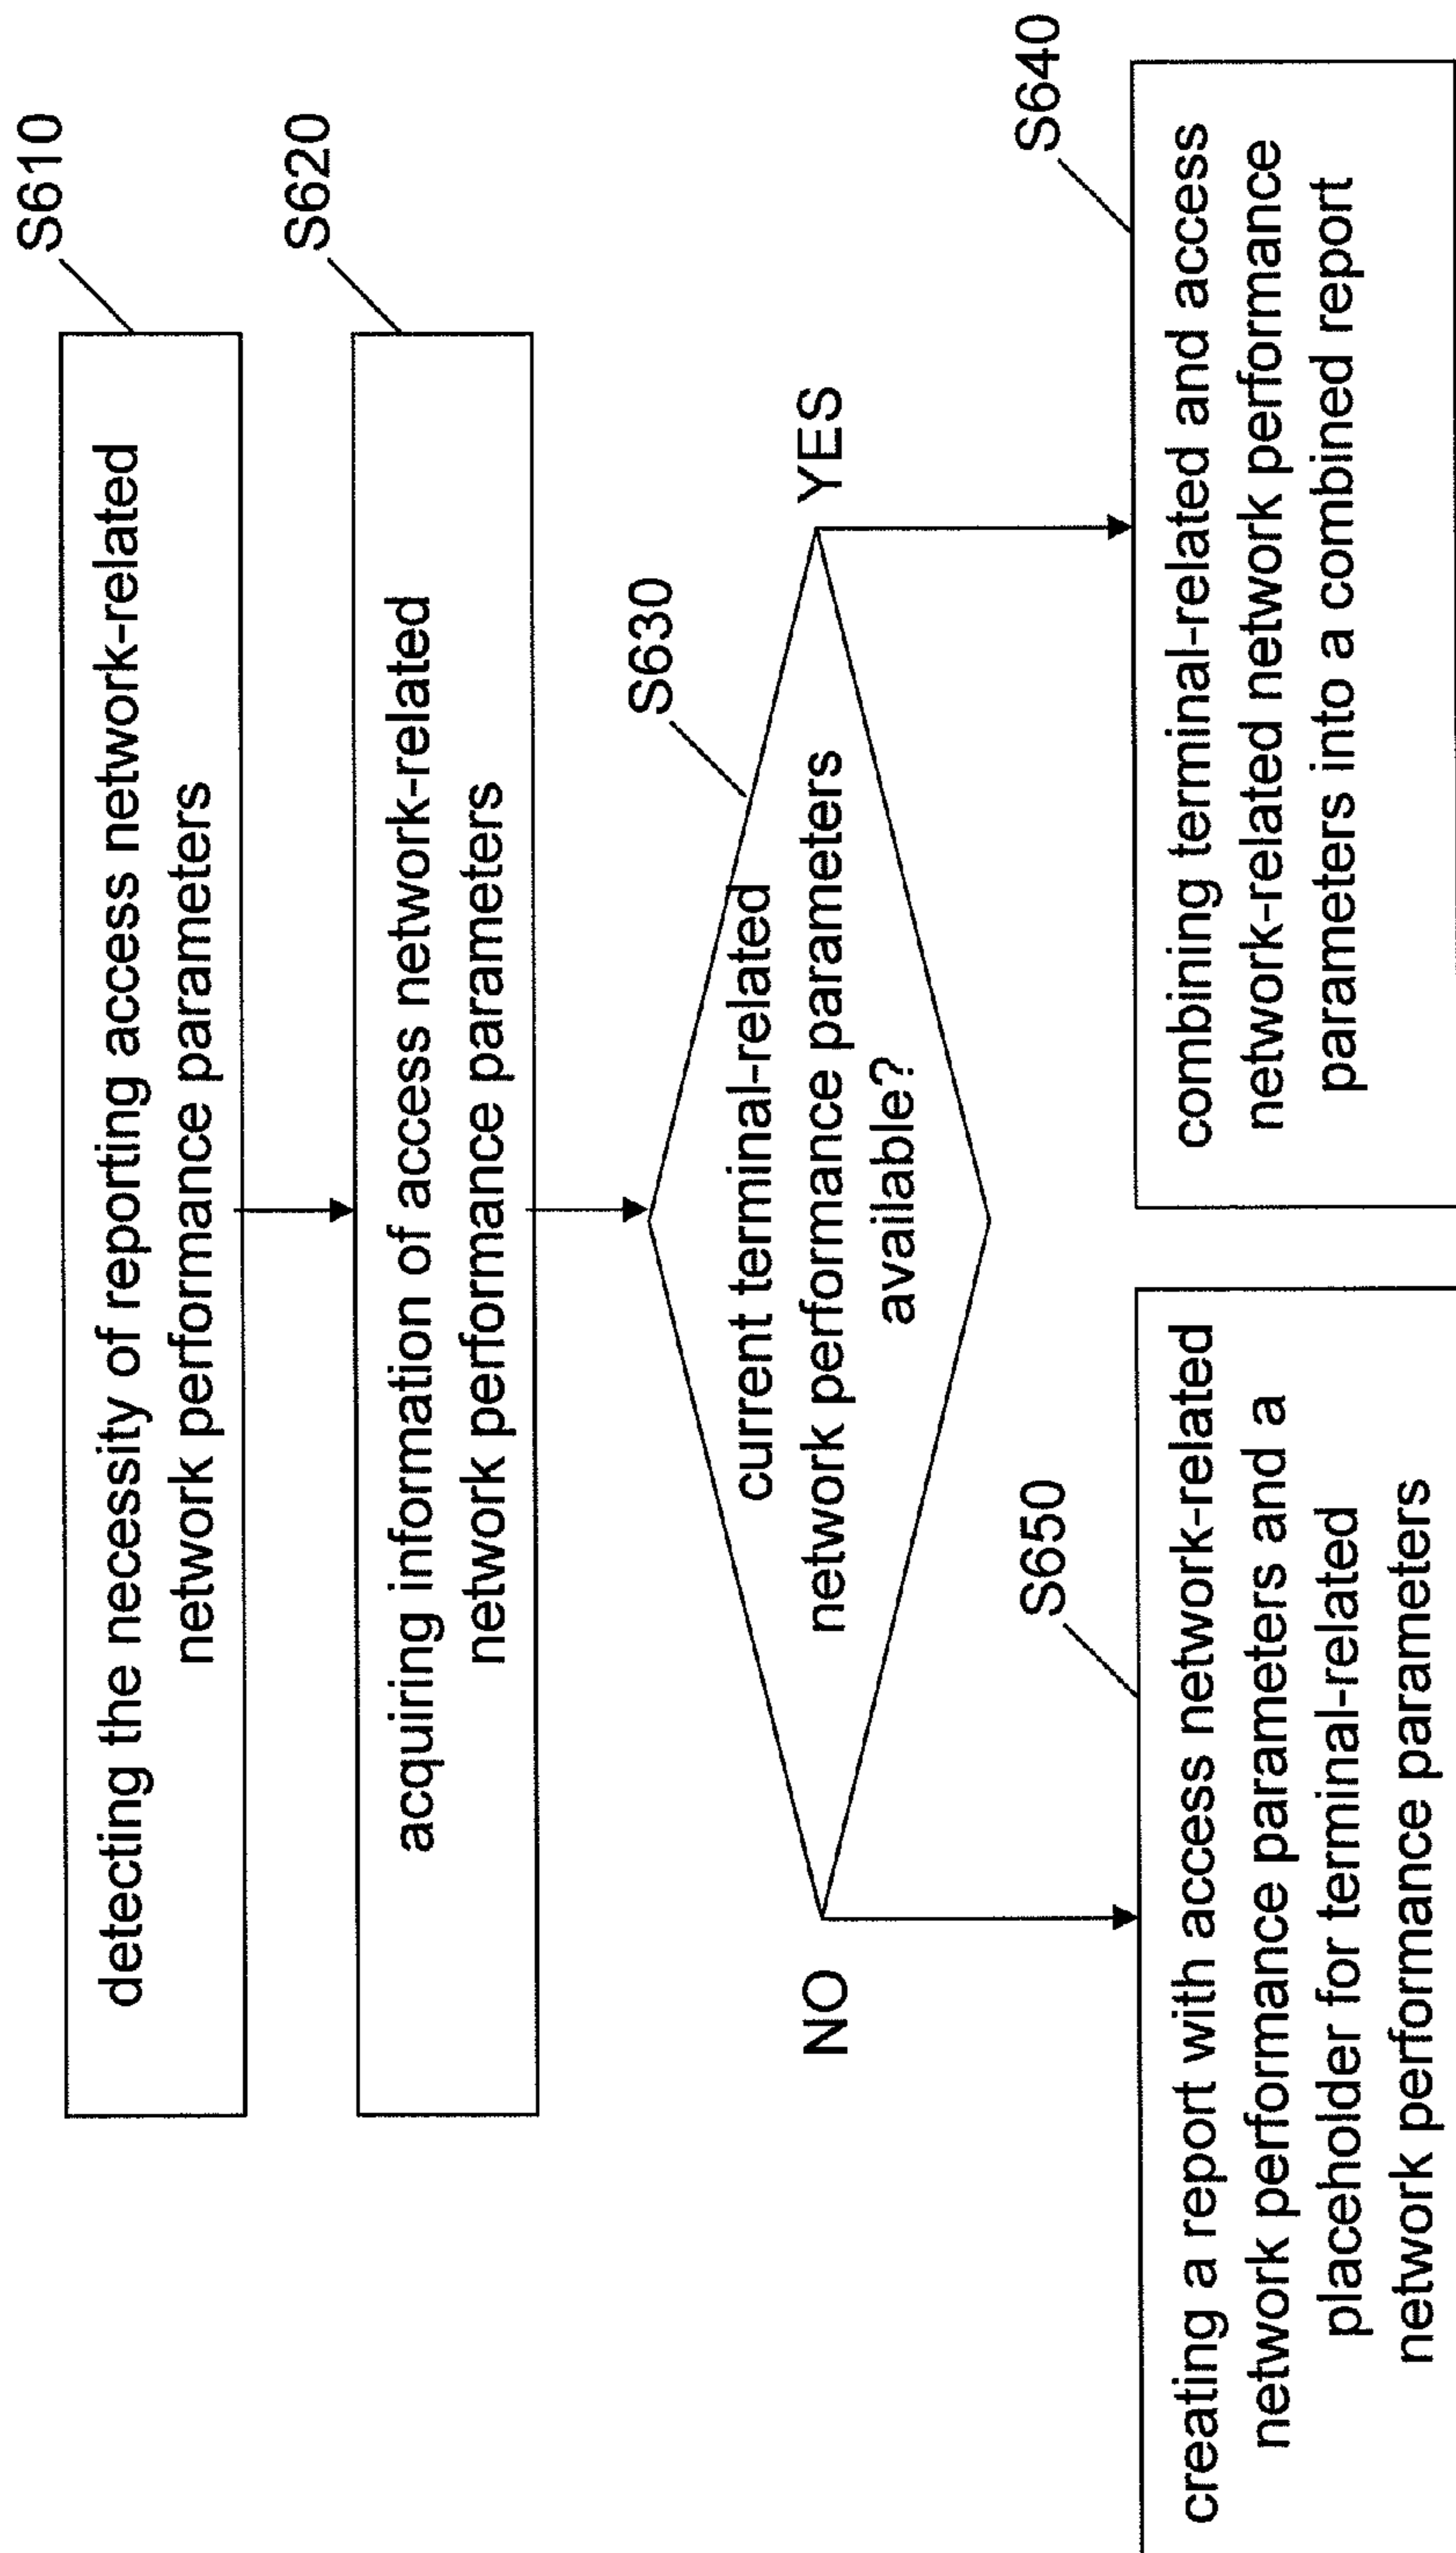 S610
detecting the necessity of reporting access network-related
network performance parameters
S620
acquiring information of access network-related
network performance parameters
S630
current terminal-related
network performance parameters
available?
NO
YES
S650
creating a report with access network-related
network performance parameters and a
placeholder for terminal-related
network performance parameters
S640
combining terminal-related and access
network-related network performance
parameters into a combined report